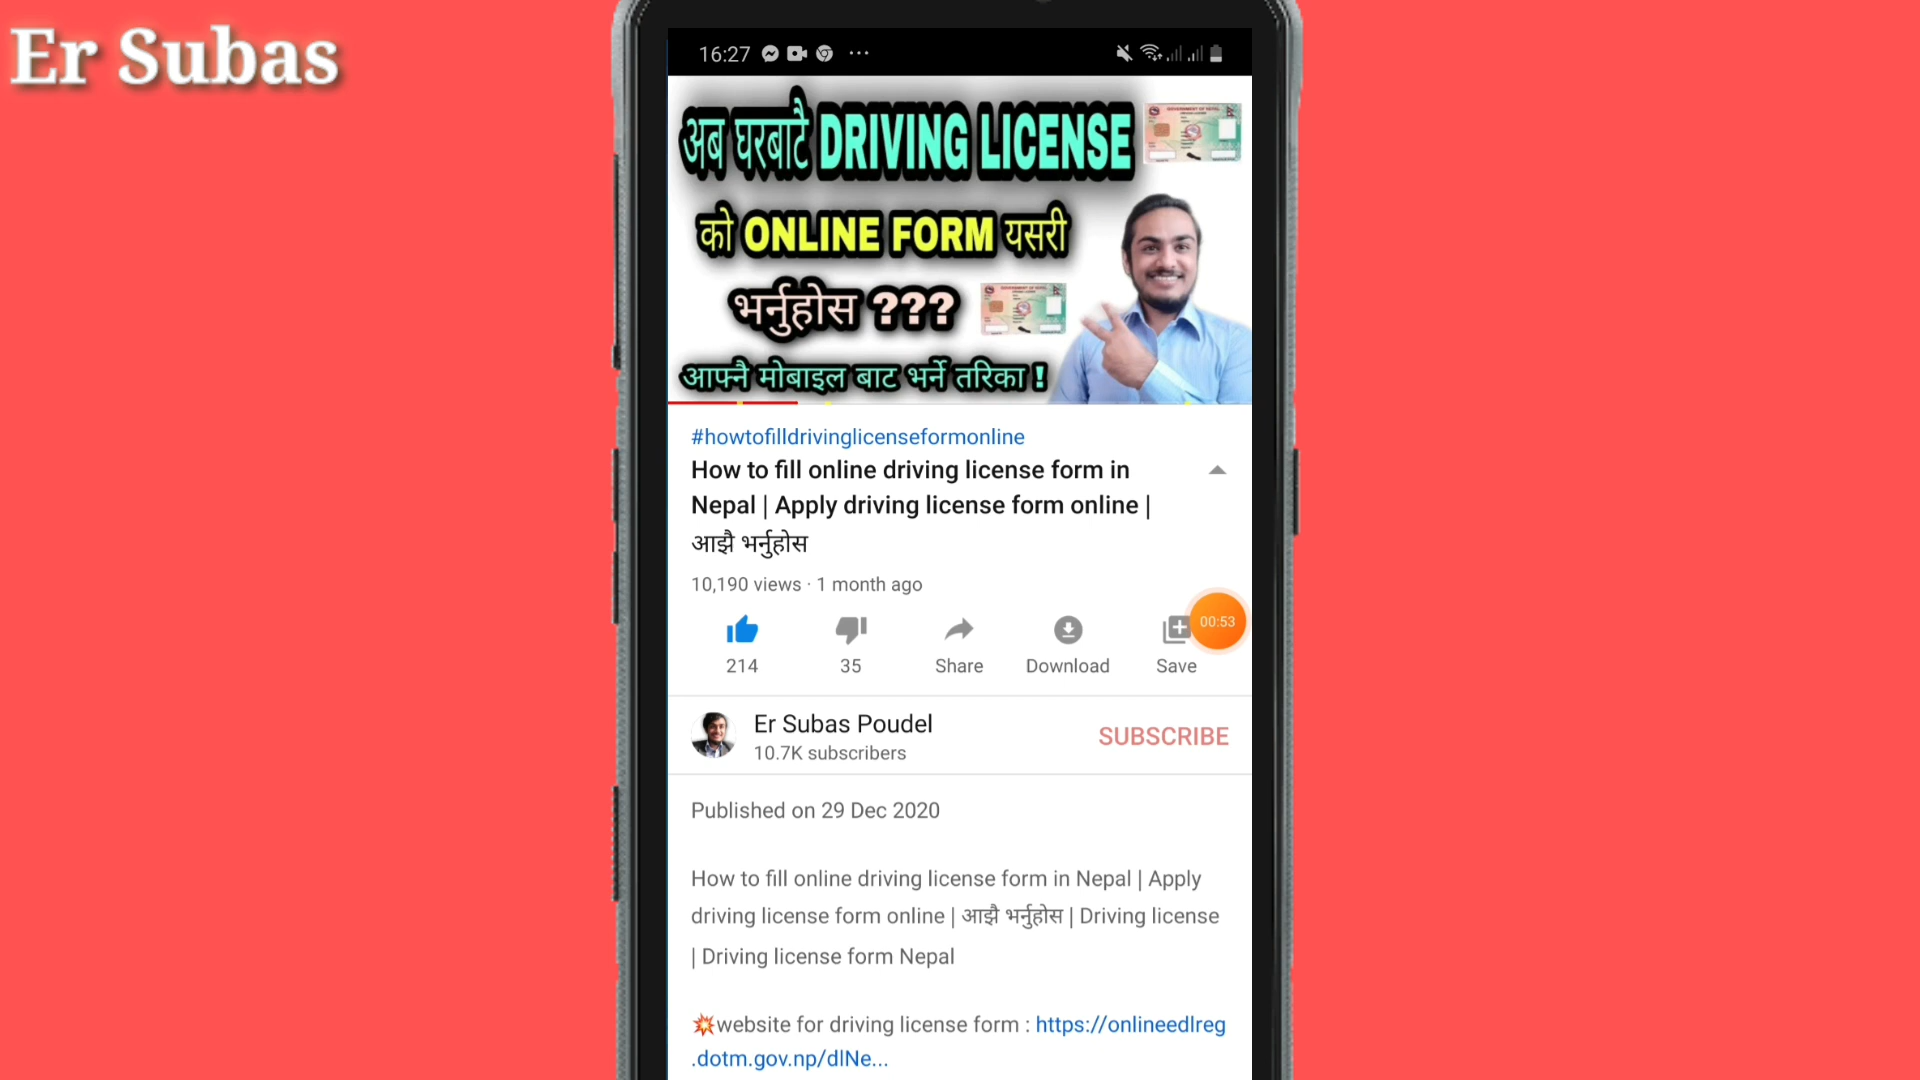 Er Subas
16:27
अब घरबाटै DRIVING LICENSE
को ONLINE FORM यसरी
भर्नुहोस ???
आफ्नै मोबाइल बाट भर्ने तरिका !
#howtofilldrivinglicenseformonline
How to fill online driving license form in
Nepal | Apply driving license form online |
आझै भर्नुहोस
10,190 views · 1 month ago
00:53
214 35 Share Download Save
Er Subas Poudel
10.7K subscribers
SUBSCRIBE
Published on 29 Dec 2020
How to fill online driving license form in Nepal | Apply
driving license form online | आझै भर्नुहोस | Driving license
| Driving license form Nepal
💥website for driving license form : https://onlineedlreg
.dotm.gov.np/dlNe...